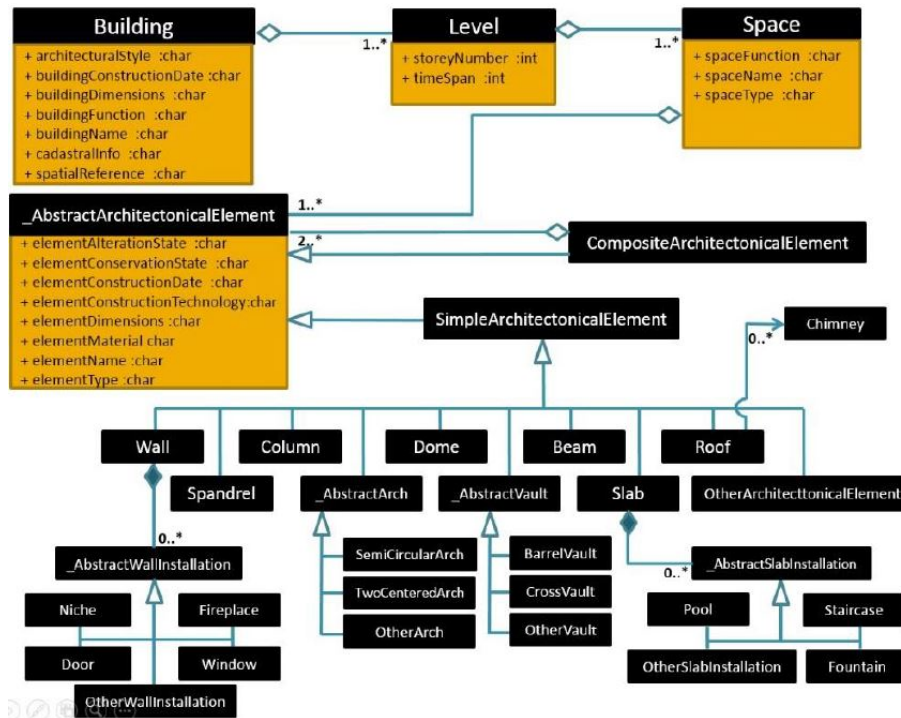 Building
+ architecturalStyle :char
+ buildingConstructionDate :char
+ buildingDimensions :char
+ buildingFunction :char
+ buildingName :char
+ cadastralInfo :char
+ spatialReference :char
1..*
Level
+ storeyNumber :int
+ timeSpan :int
1..*
Space
+ spaceFunction :char
+ spaceName :char
+ spaceType :char
_AbstractArchitectonicalElement
+ elementAlterationState :char
+ elementConservationState :char
+ elementConstructionDate :char
+ elementConstructionTechnology:char
+ elementDimensions :char
+ elementMaterial char
+ elementName :char
+ elementType :char
1..*
2..*
CompositeArchitectonicalElement
SimpleArchitectonicalElement
Chimney
0..*
Wall
Column
Dome
Beam
Roof
Spandrel
_AbstractArch
_AbstractVault
Slab
OtherArchitecttonicalElement
0..*
_AbstractWallInstallation
Niche
Fireplace
Door
Window
OtherWallInstallation
SemiCircularArch
TwoCenteredArch
OtherArch
BarrelVault
CrossVault
OtherVault
0..*
_AbstractSlabInstallation
Pool
Staircase
OtherSlabInstallation
Fountain